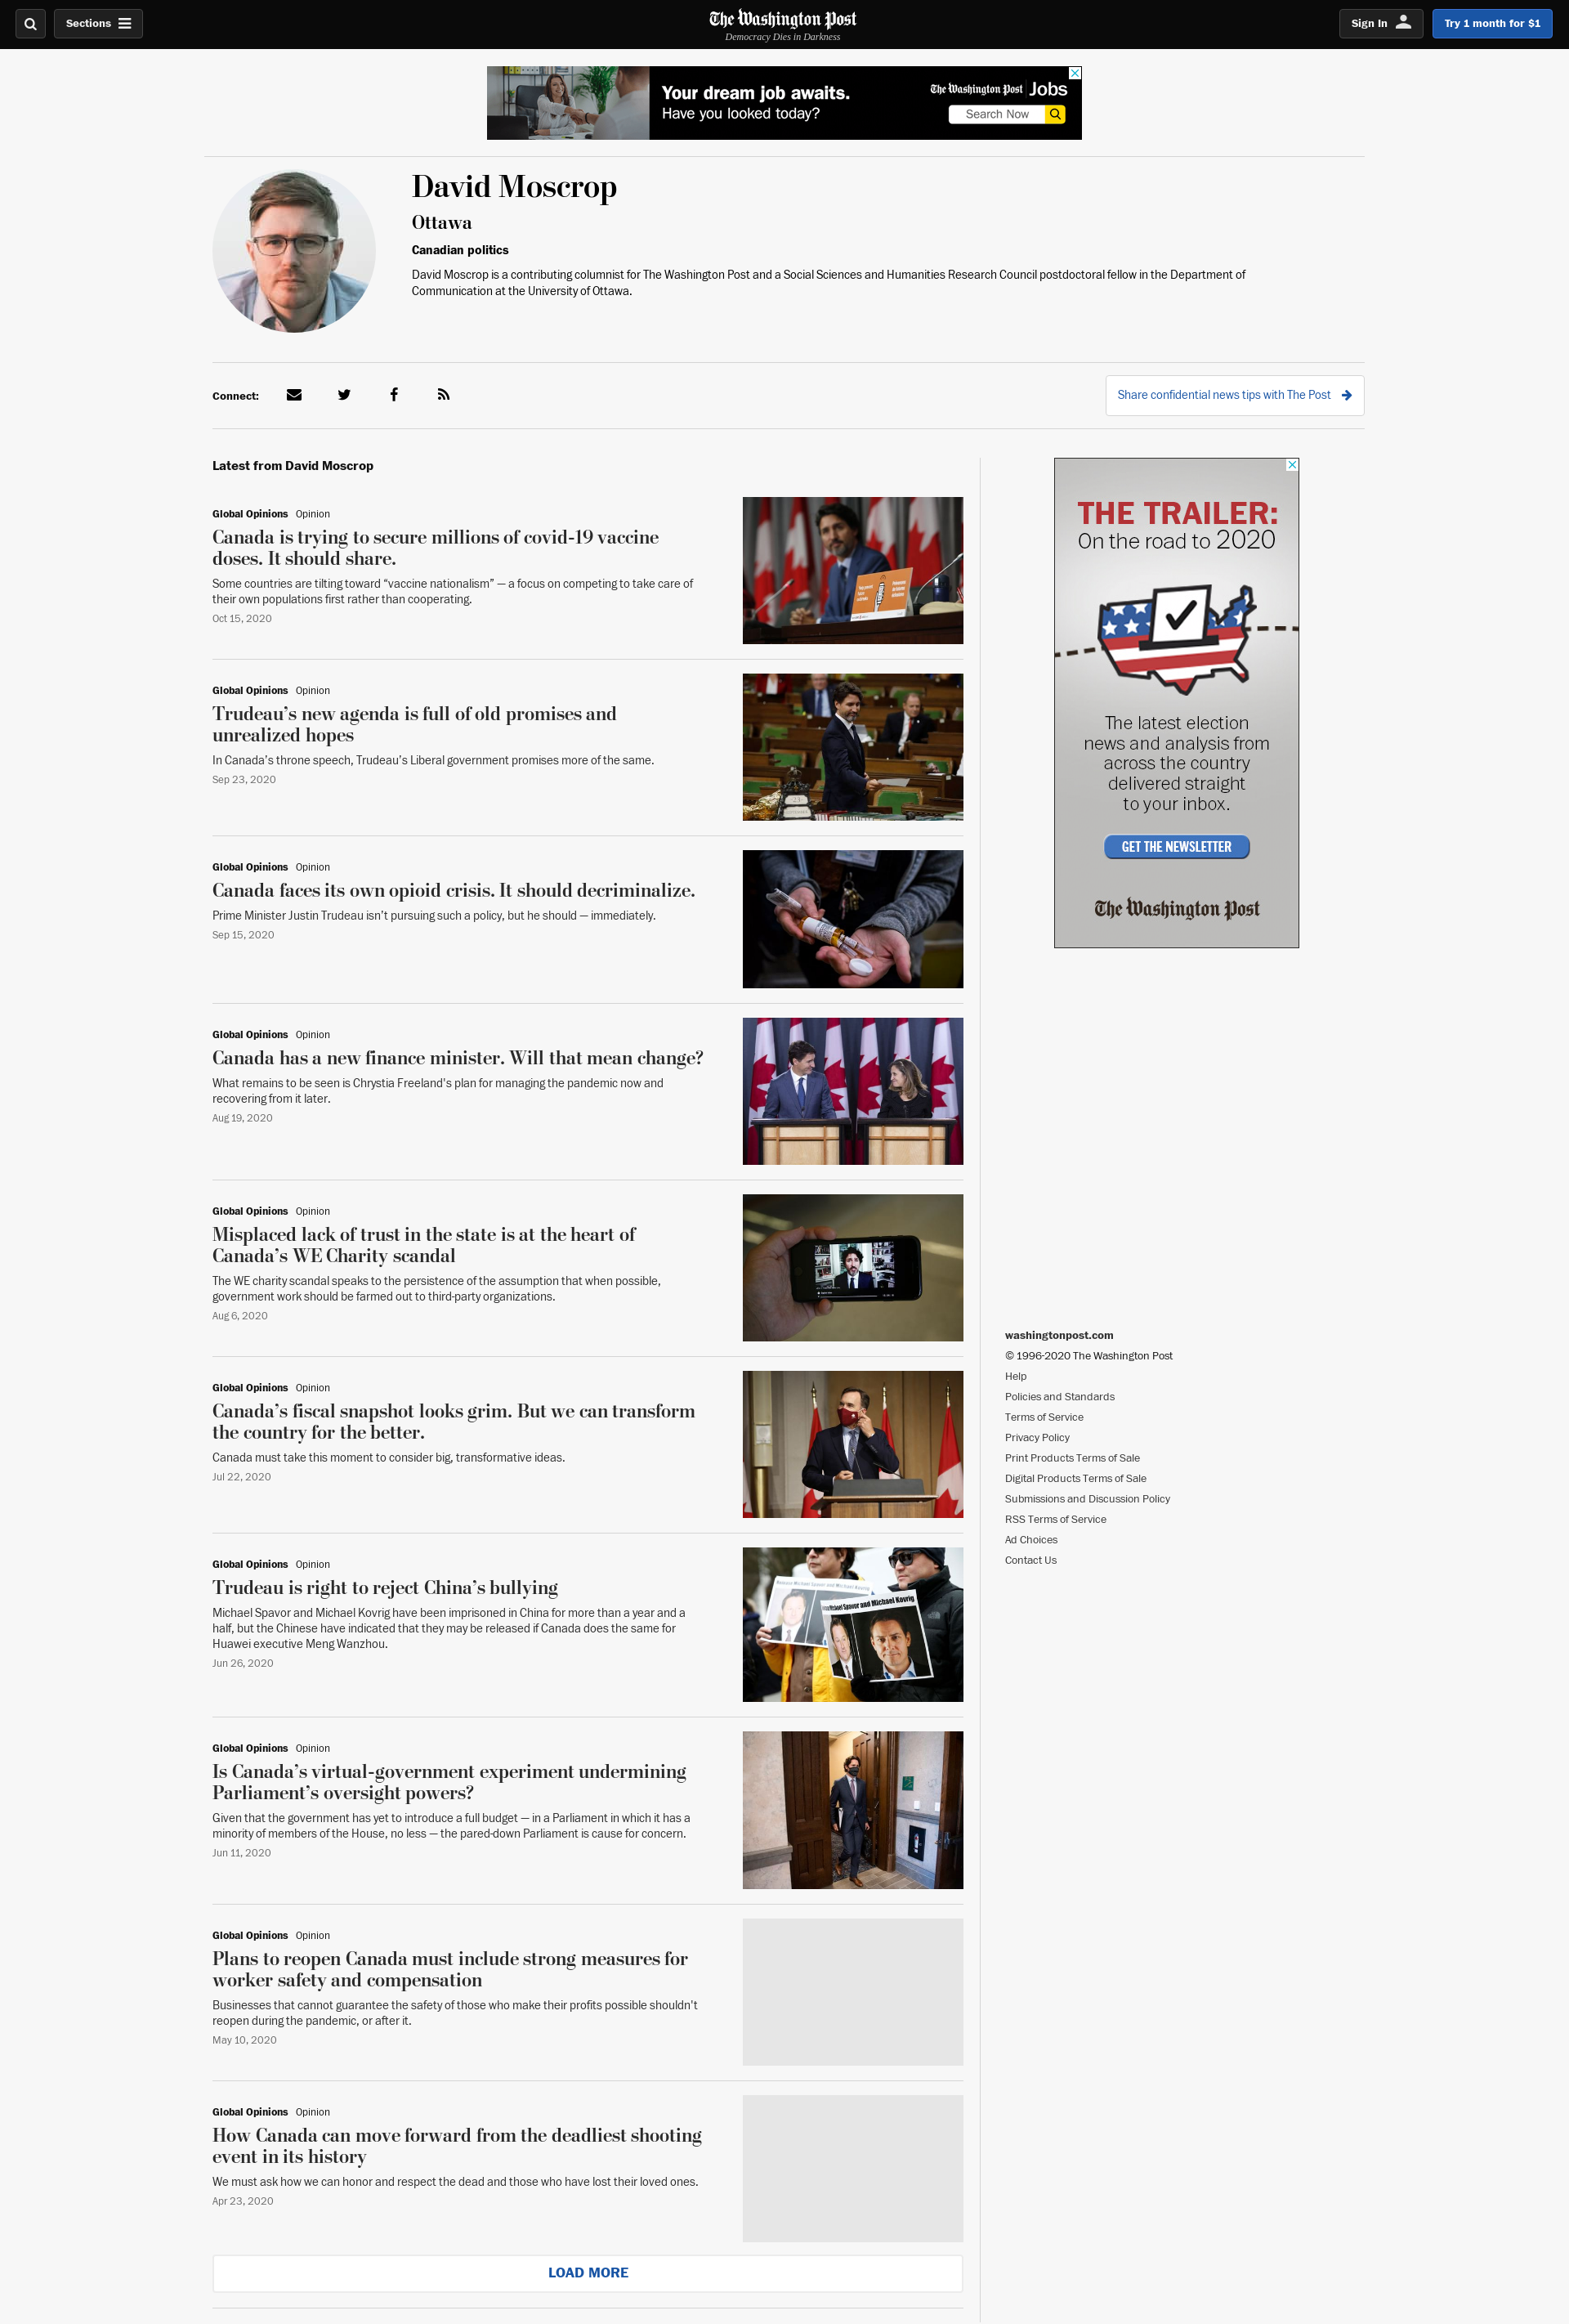 Sections
The Washington Post
Democracy Dies in Darkness
Sign In
Try 1 month for $1
Your dream job awaits.
Have you looked today?
The Washington Post Jobs
Search Now
David Moscrop
Ottawa
Canadian politics
David Moscrop is a contributing columnist for The Washington Post and a Social Sciences and Humanities Research Council postdoctoral fellow in the Department of
Communication at the University of Ottawa.
Connect:
Share confidential news tips with The Post
Latest from David Moscrop
Global Opinions Opinion
Canada is trying to secure millions of covid-19 vaccine
doses. It should share.
Some countries are tilting toward “vaccine nationalism” — a focus on competing to take care of
their own populations first rather than cooperating.
Oct 15, 2020
Global Opinions Opinion
Trudeau’s new agenda is full of old promises and
unrealized hopes
In Canada’s throne speech, Trudeau’s Liberal government promises more of the same.
Sep 23, 2020
Global Opinions Opinion
Canada faces its own opioid crisis. It should decriminalize.
Prime Minister Justin Trudeau isn’t pursuing such a policy, but he should — immediately.
Sep 15, 2020
Global Opinions Opinion
Canada has a new finance minister. Will that mean change?
What remains to be seen is Chrystia Freeland's plan for managing the pandemic now and
recovering from it later.
Aug 19, 2020
Global Opinions Opinion
Misplaced lack of trust in the state is at the heart of
Canada’s WE Charity scandal
The WE charity scandal speaks to the persistence of the assumption that when possible,
government work should be farmed out to third-party organizations.
Aug 6, 2020
Global Opinions Opinion
Canada’s fiscal snapshot looks grim. But we can transform
the country for the better.
Canada must take this moment to consider big, transformative ideas.
Jul 22, 2020
Global Opinions Opinion
Trudeau is right to reject China’s bullying
Michael Spavor and Michael Kovrig have been imprisoned in China for more than a year and a
half, but the Chinese have indicated that they may be released if Canada does the same for
Huawei executive Meng Wanzhou.
Jun 26, 2020
Michael Spavor and Michael Kovrig
Michael Spavor and Michael Kovrig
Global Opinions Opinion
Is Canada’s virtual-government experiment undermining
Parliament’s oversight powers?
Given that the government has yet to introduce a full budget — in a Parliament in which it has a
minority of members of the House, no less — the pared-down Parliament is cause for concern.
Jun 11, 2020
Global Opinions Opinion
Plans to reopen Canada must include strong measures for
worker safety and compensation
Businesses that cannot guarantee the safety of those who make their profits possible shouldn't
reopen during the pandemic, or after it.
May 10, 2020
Global Opinions Opinion
How Canada can move forward from the deadliest shooting
event in its history
We must ask how we can honor and respect the dead and those who have lost their loved ones.
Apr 23, 2020
LOAD MORE
THE TRAILER:
On the road to 2020
The latest election
news and analysis from
across the country
delivered straight
to your inbox.
GET THE NEWSLETTER
The Washington Post
washingtonpost.com
© 1996-2020 The Washington Post
Help
Policies and Standards
Terms of Service
Privacy Policy
Print Products Terms of Sale
Digital Products Terms of Sale
Submissions and Discussion Policy
RSS Terms of Service
Ad Choices
Contact Us